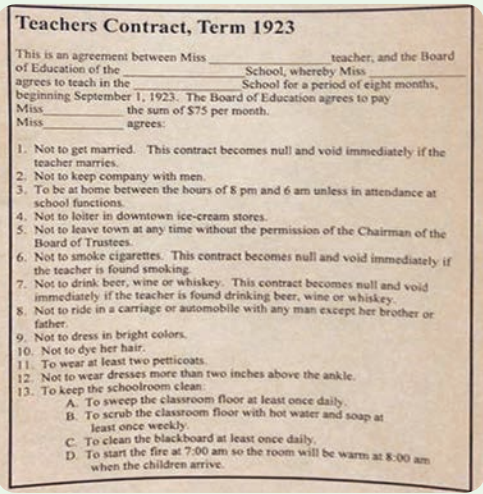 Teachers Contract, Term 1923
This is an agreement between Miss ____________ teacher, and the Board
of Education of the ____________ School, whereby Miss ____________
agrees to teach in the ____________ School for a period of eight months,
beginning September 1, 1923. The Board of Education agrees to pay
Miss ____________ the sum of $75 per month.
Miss ____________ agrees:
1. Not to get married. This contract becomes null and void immediately if the
teacher marries.
2. Not to keep company with men.
3. To be at home between the hours of 8 pm and 6 am unless in attendance at
school functions.
4. Not to loiter in downtown ice-cream stores.
5. Not to leave town at any time without the permission of the Chairman of the
Board of Trustees.
6. Not to smoke cigarettes. This contract becomes null and void immediately if
the teacher is found smoking.
7. Not to drink beer, wine or whiskey. This contract becomes null and void
immediately if the teacher is found drinking beer, wine or whiskey.
8. Not to ride in a carriage or automobile with any man except her brother or
father.
9. Not to dress in bright colors.
10. Not to dye her hair.
11. To wear at least two petticoats.
12. Not to wear dresses more than two inches above the ankle.
13. To keep the schoolroom clean:
A. To sweep the classroom floor at least once daily.
B. To scrub the classroom floor with hot water and soap at
least once weekly.
C. To clean the blackboard at least once daily.
D. To start the fire at 7:00 am so the room will be warm at 8:00 am
when the children arrive.